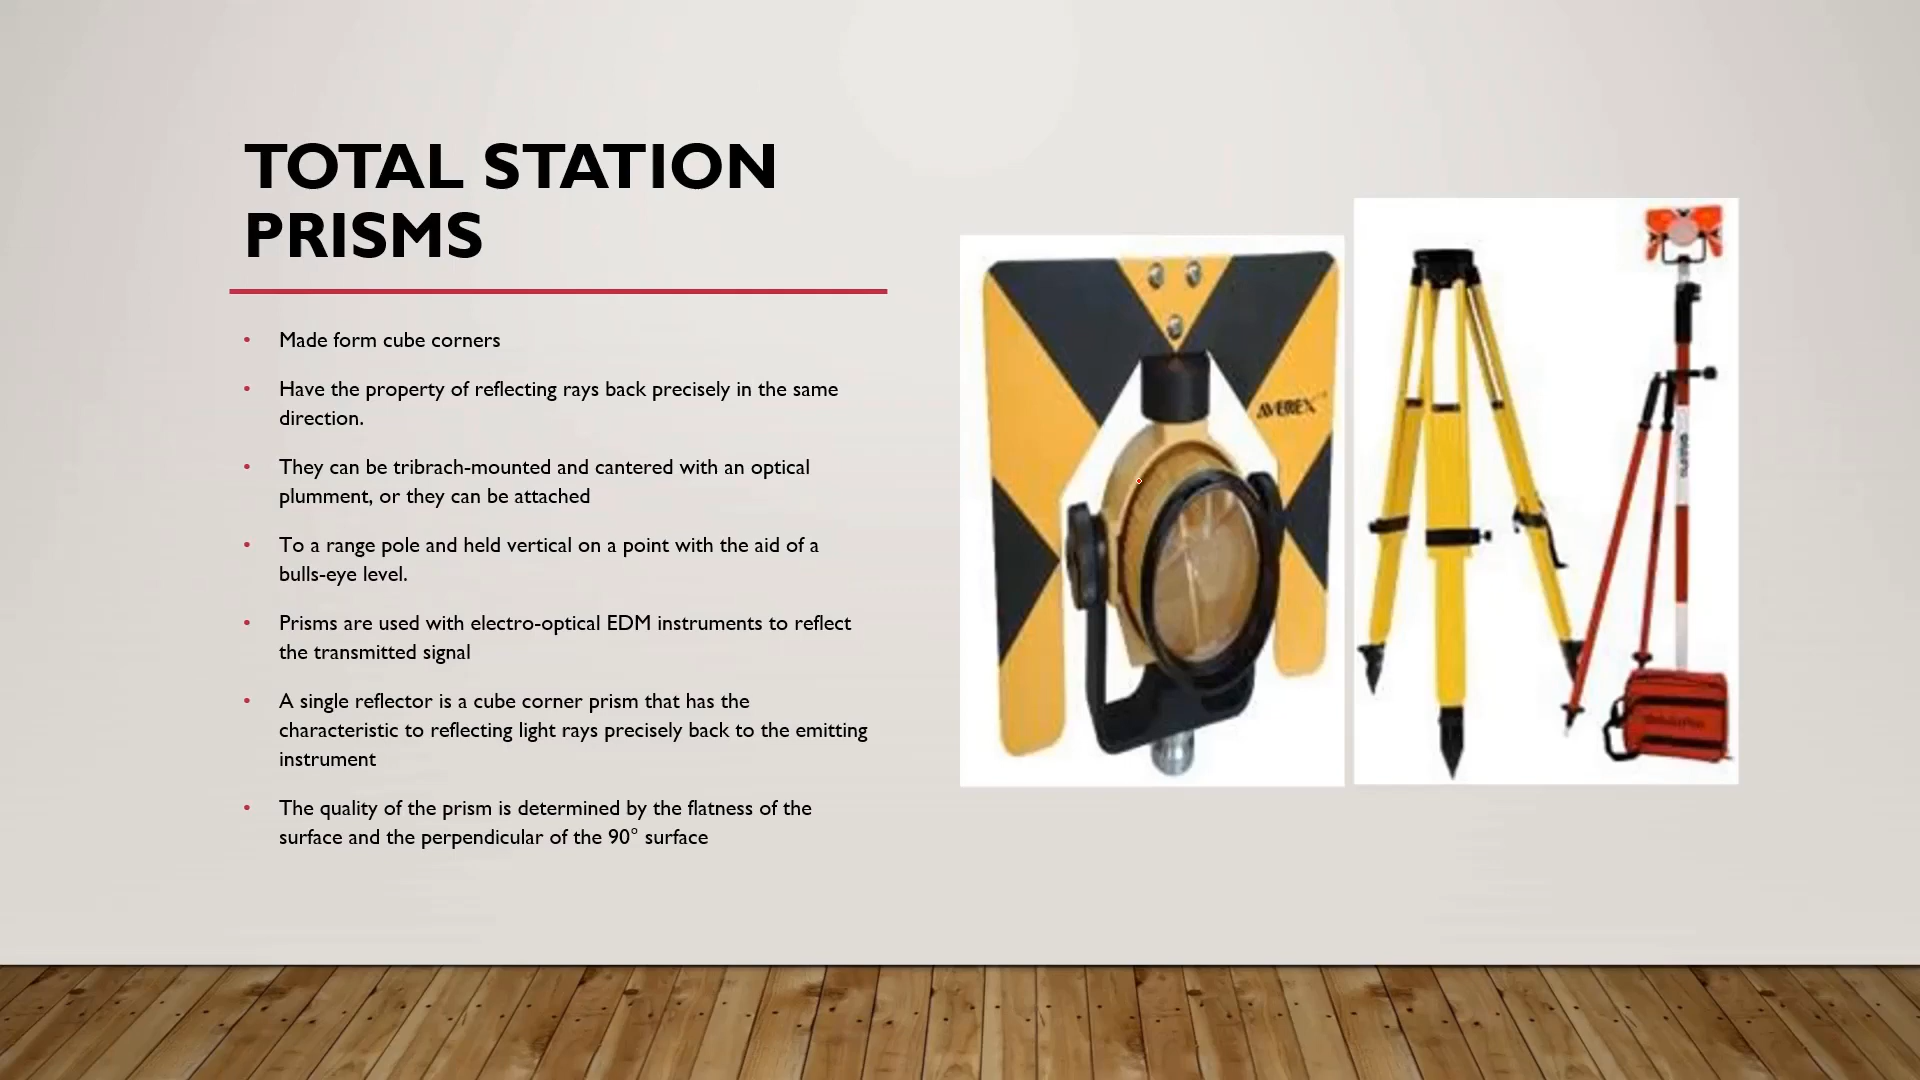 TOTAL STATION
PRISMS
• Made form cube corners
• Have the property of reflecting rays back precisely in the same
direction.
• They can be tribrach-mounted and cantered with an optical
plumment, or they can be attached
• To a range pole and held vertical on a point with the aid of a
bulls-eye level.
• Prisms are used with electro-optical EDM instruments to reflect
the transmitted signal
• A single reflector is a cube corner prism that has the
characteristic to reflecting light rays precisely back to the emitting
instrument
• The quality of the prism is determined by the flatness of the
surface and the perpendicular of the 90° surface
AVEREX